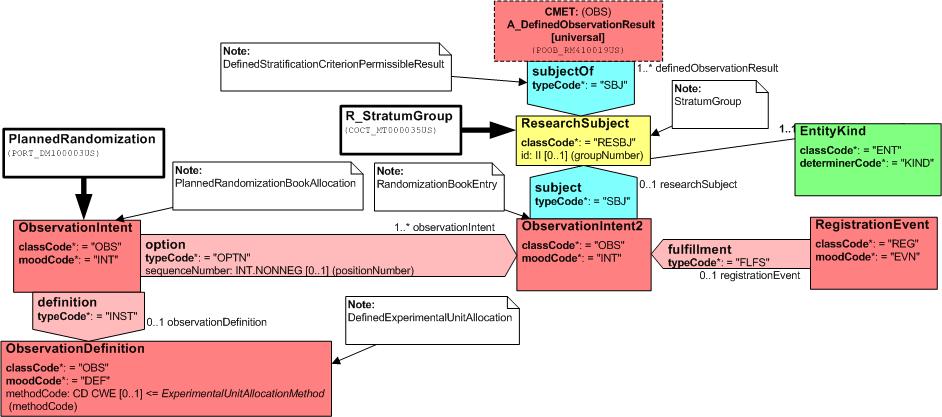 CMET: (OBS)
A_DefinedObservationResult
[universal]
(POOB_RM410019US)
Note:
DefinedStratificationCriterionPermissibleResult
subjectOf
typeCode*: = "SBJ"
1..* definedObservationResult
Note:
StratumGroup
R_StratumGroup
(COCT_MT000035US)
ResearchSubject
classCode*: = "RESBJ"
id: II [0..1] (groupNumber)
1..1
EntityKind
classCode*: = "ENT"
determinerCode*: = "KIND"
PlannedRandomization
(PORT_DM100003US)
Note:
PlannedRandomizationBookAllocation
Note:
RandomizationBookEntry
subject
typeCode*: = "SBJ"
0..1 researchSubject
ObservationIntent
classCode*: = "OBS"
moodCode*: = "INT"
1..* observationIntent
option
typeCode*: = "OPTN"
sequenceNumber: INT.NONNEG [0..1] (positionNumber)
ObservationIntent2
classCode*: = "OBS"
moodCode*: = "INT"
fulfillment
typeCode*: = "FLFS"
0..1 registrationEvent
RegistrationEvent
classCode*: = "REG"
moodCode*: = "EVN"
definition
typeCode*: = "INST"
0..1 observationDefinition
Note:
DefinedExperimentalUnitAllocation
ObservationDefinition
classCode*: = "OBS"
moodCode*: = "DEF"
methodCode: CD CWE [0..1] <= ExperimentalUnitAllocationMethod
(methodCode)